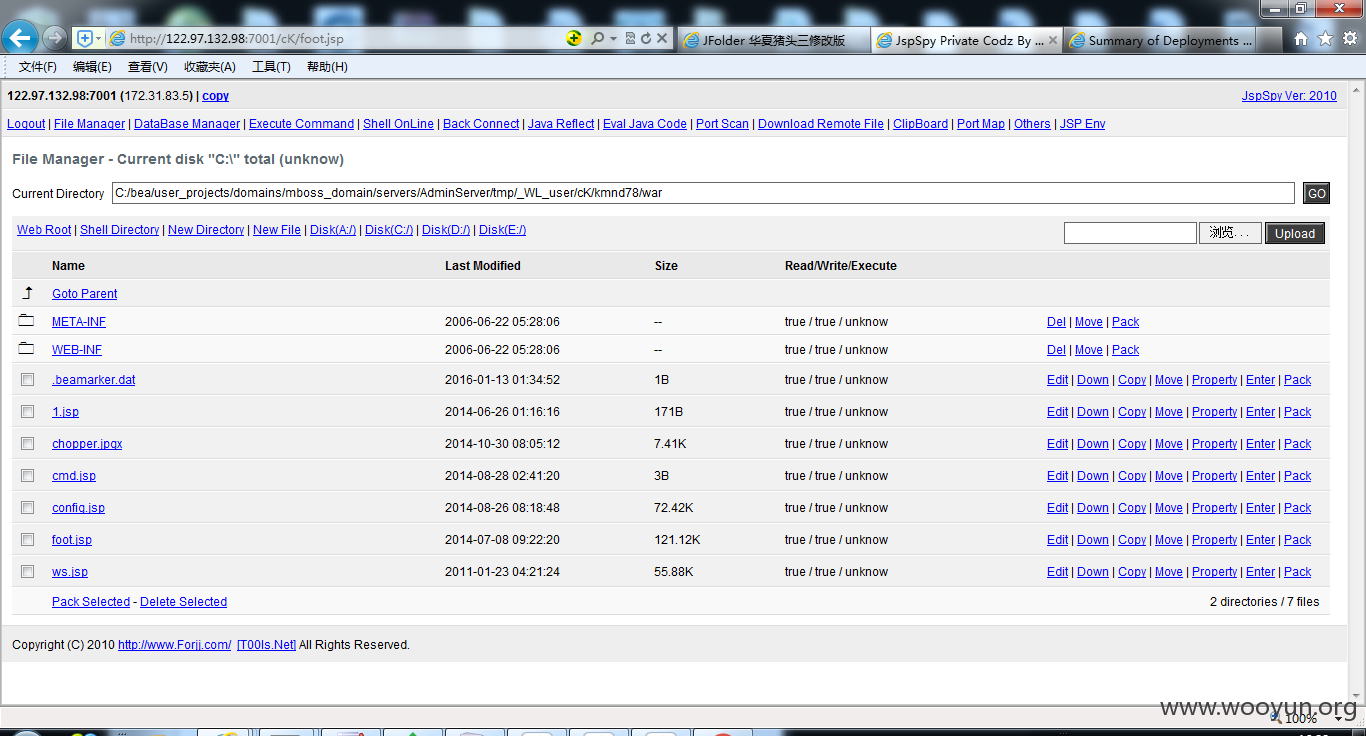 http://122.97.132.98:7001/cK/foot.jsp
JFolder 华夏猪头三修改版
JspSpy Private Codz By ...
Summary of Deployments ...
文件(F) 编辑(E) 查看(V) 收藏夹(A) 工具(T) 帮助(H)
122.97.132.98:7001 (172.31.83.5) | copy
JspSpy Ver: 2010
Logout | File Manager | DataBase Manager | Execute Command | Shell OnLine | Back Connect | Java Reflect | Eval Java Code | Port Scan | Download Remote File | ClipBoard | Port Map | Others | JSP Env
File Manager - Current disk "C:\" total (unknow)
Current Directory C:/bea/user_projects/domains/mboss_domain/servers/AdminServer/tmp/_WL_user/cK/kmnd78/war GO
Web Root | Shell Directory | New Directory | New File | Disk(A:/) | Disk(C:/) | Disk(D:/) | Disk(E:/)
浏览... Upload
Name Last Modified Size Read/Write/Execute
Goto Parent
META-INF 2006-06-22 05:28:06 -- true / true / unknow Del | Move | Pack
WEB-INF 2006-06-22 05:28:06 -- true / true / unknow Del | Move | Pack
.beamarker.dat 2016-01-13 01:34:52 1B true / true / unknow Edit | Down | Copy | Move | Property | Enter | Pack
1.jsp 2014-06-26 01:16:16 171B true / true / unknow Edit | Down | Copy | Move | Property | Enter | Pack
chopper.jpgx 2014-10-30 08:05:12 7.41K true / true / unknow Edit | Down | Copy | Move | Property | Enter | Pack
cmd.jsp 2014-08-28 02:41:20 3B true / true / unknow Edit | Down | Copy | Move | Property | Enter | Pack
config.jsp 2014-08-26 08:18:48 72.42K true / true / unknow Edit | Down | Copy | Move | Property | Enter | Pack
foot.jsp 2014-07-08 09:22:20 121.12K true / true / unknow Edit | Down | Copy | Move | Property | Enter | Pack
ws.jsp 2011-01-23 04:21:24 55.88K true / true / unknow Edit | Down | Copy | Move | Property | Enter | Pack
Pack Selected - Delete Selected
2 directories / 7 files
Copyright (C) 2010 http://www.Forjj.com/ [T00ls.Net] All Rights Reserved.
www.wooyun.org
100%